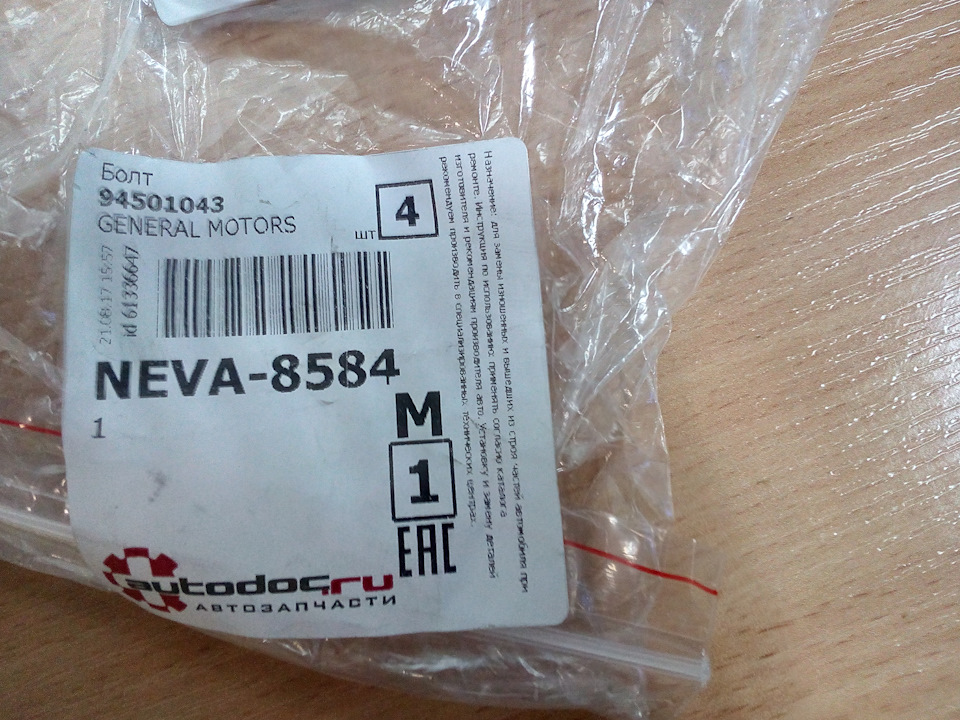 Болт
94501043
GENERAL MOTORS
шт 4
21.08.17 15:57
id 61336647
NEVA-8584
1
M
1
EAC
autodoc.ru
АВТОЗАПЧАСТИ
Назначение: для замены изношенных и вышедших из строя частей автомобиля при
ремонте. Инструкция по использованию: применять согласно каталога
изготовителя и рекомендациям производителя авто. Установку и замену деталей
рекомендуем производить в специализированных технических центрах.